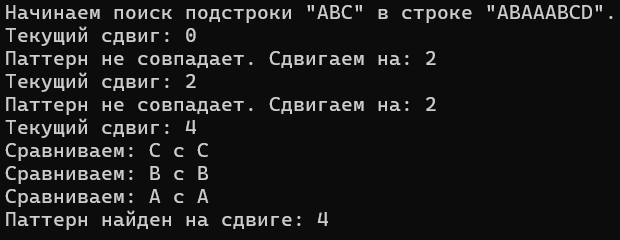 Начинаем поиск подстроки "ABC" в строке "ABAAABCD".
Текущий сдвиг: 0
Паттерн не совпадает. Сдвигаем на: 2
Текущий сдвиг: 2
Паттерн не совпадает. Сдвигаем на: 2
Текущий сдвиг: 4
Сравниваем: C с C
Сравниваем: B с B
Сравниваем: A с A
Паттерн найден на сдвиге: 4